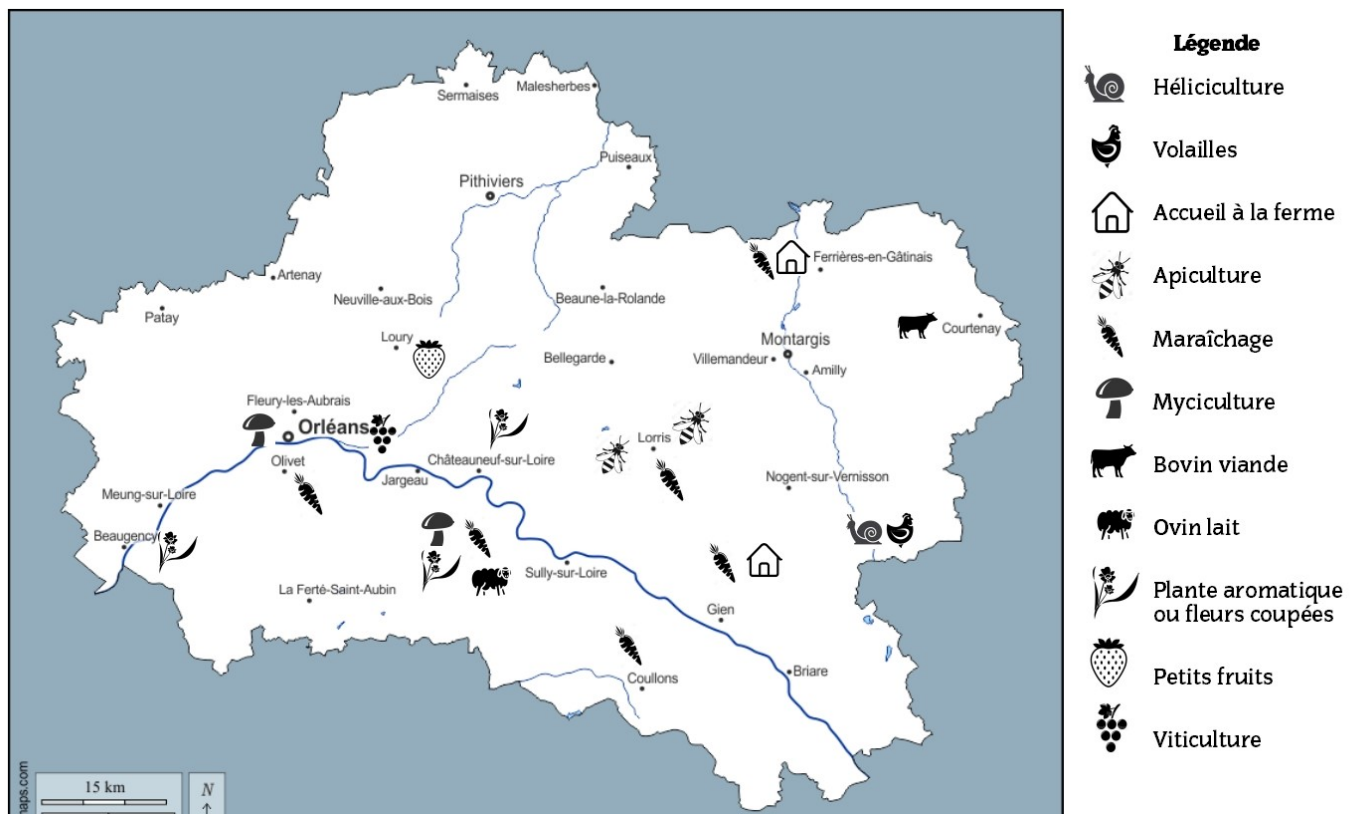 Sermaises
Malesherbes
Puiseaux
Pithiviers
Ferrières-en-Gâtinais
Artenay
Neuville-aux-Bois
Beaune-la-Rolande
Patay
Courtenay
Loury
Montargis
Bellegarde
Villemandeur
Amilly
Fleury-les-Aubrais
Orléans
Lorris
Olivet
Châteauneuf-sur-Loire
Jargeau
Nogent-sur-Vernisson
Meung-sur-Loire
Beaugency
Sully-sur-Loire
La Ferté-Saint-Aubin
Gien
Coullons
Briare
15 km
N
maps.com
Légende
Héliciculture
Volailles
Accueil à la ferme
Apiculture
Maraîchage
Myciculture
Bovin viande
Ovin lait
Plante aromatique
ou fleurs coupées
Petits fruits
Viticulture